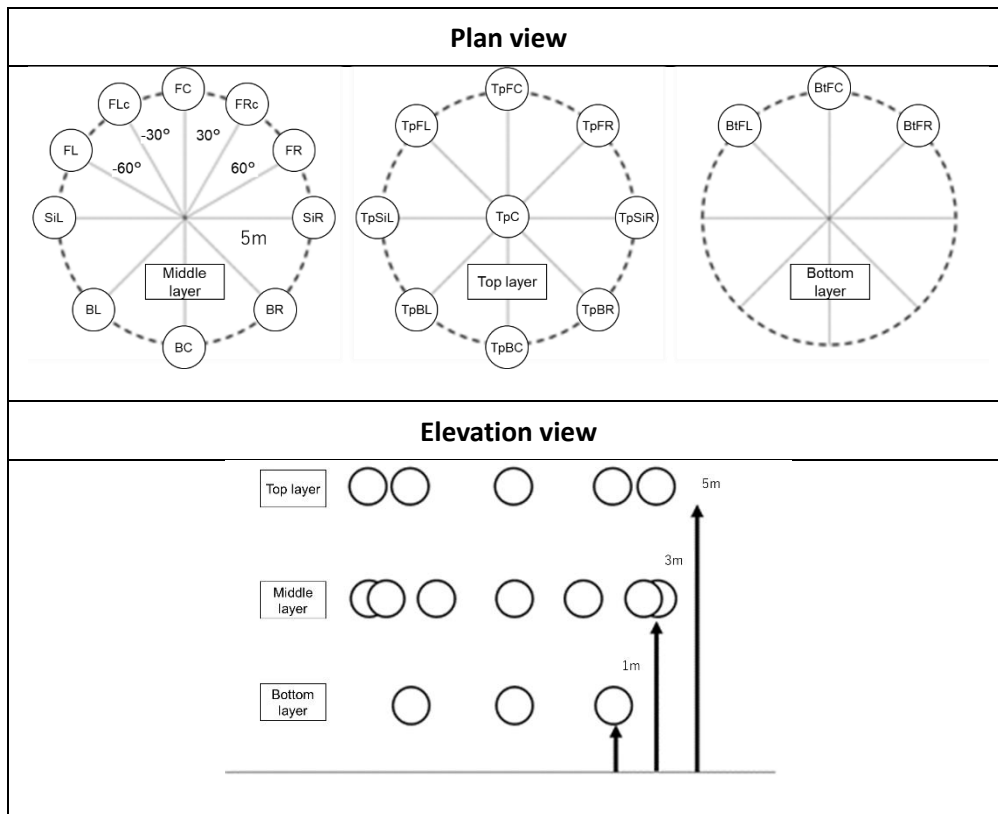 Plan view
FC
FLc
FRc
-30°
30°
FL
FR
-60°
60°
SiL
SiR
5m
Middle
layer
BL
BR
BC
TpFC
TpFL
TpFR
TpSiL
TpC
TpSiR
Top layer
TpBL
TpBR
TpBC
BtFC
BtFL
BtFR
Bottom
layer
Elevation view
Top layer
5m
3m
Middle
layer
1m
Bottom
layer